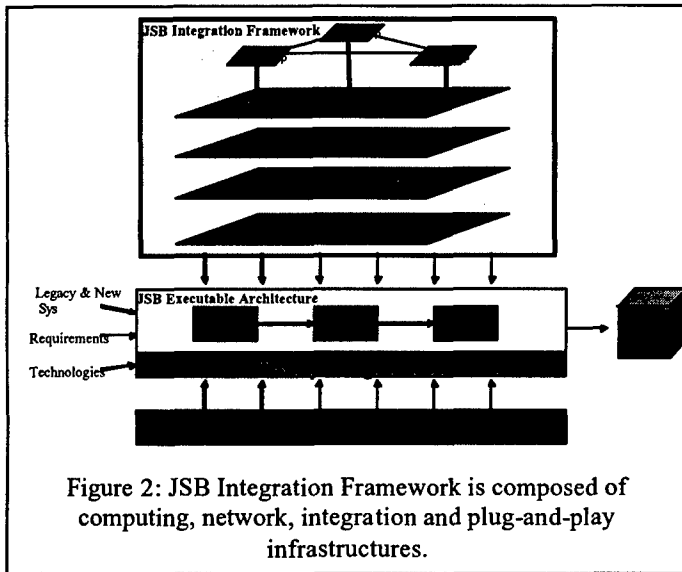 JSB Integration Framework
JSB Executable Architecture
Legacy & New
Sys
Requirements
Technologies
Figure 2: JSB Integration Framework is composed of
computing, network, integration and plug-and-play
infrastructures.